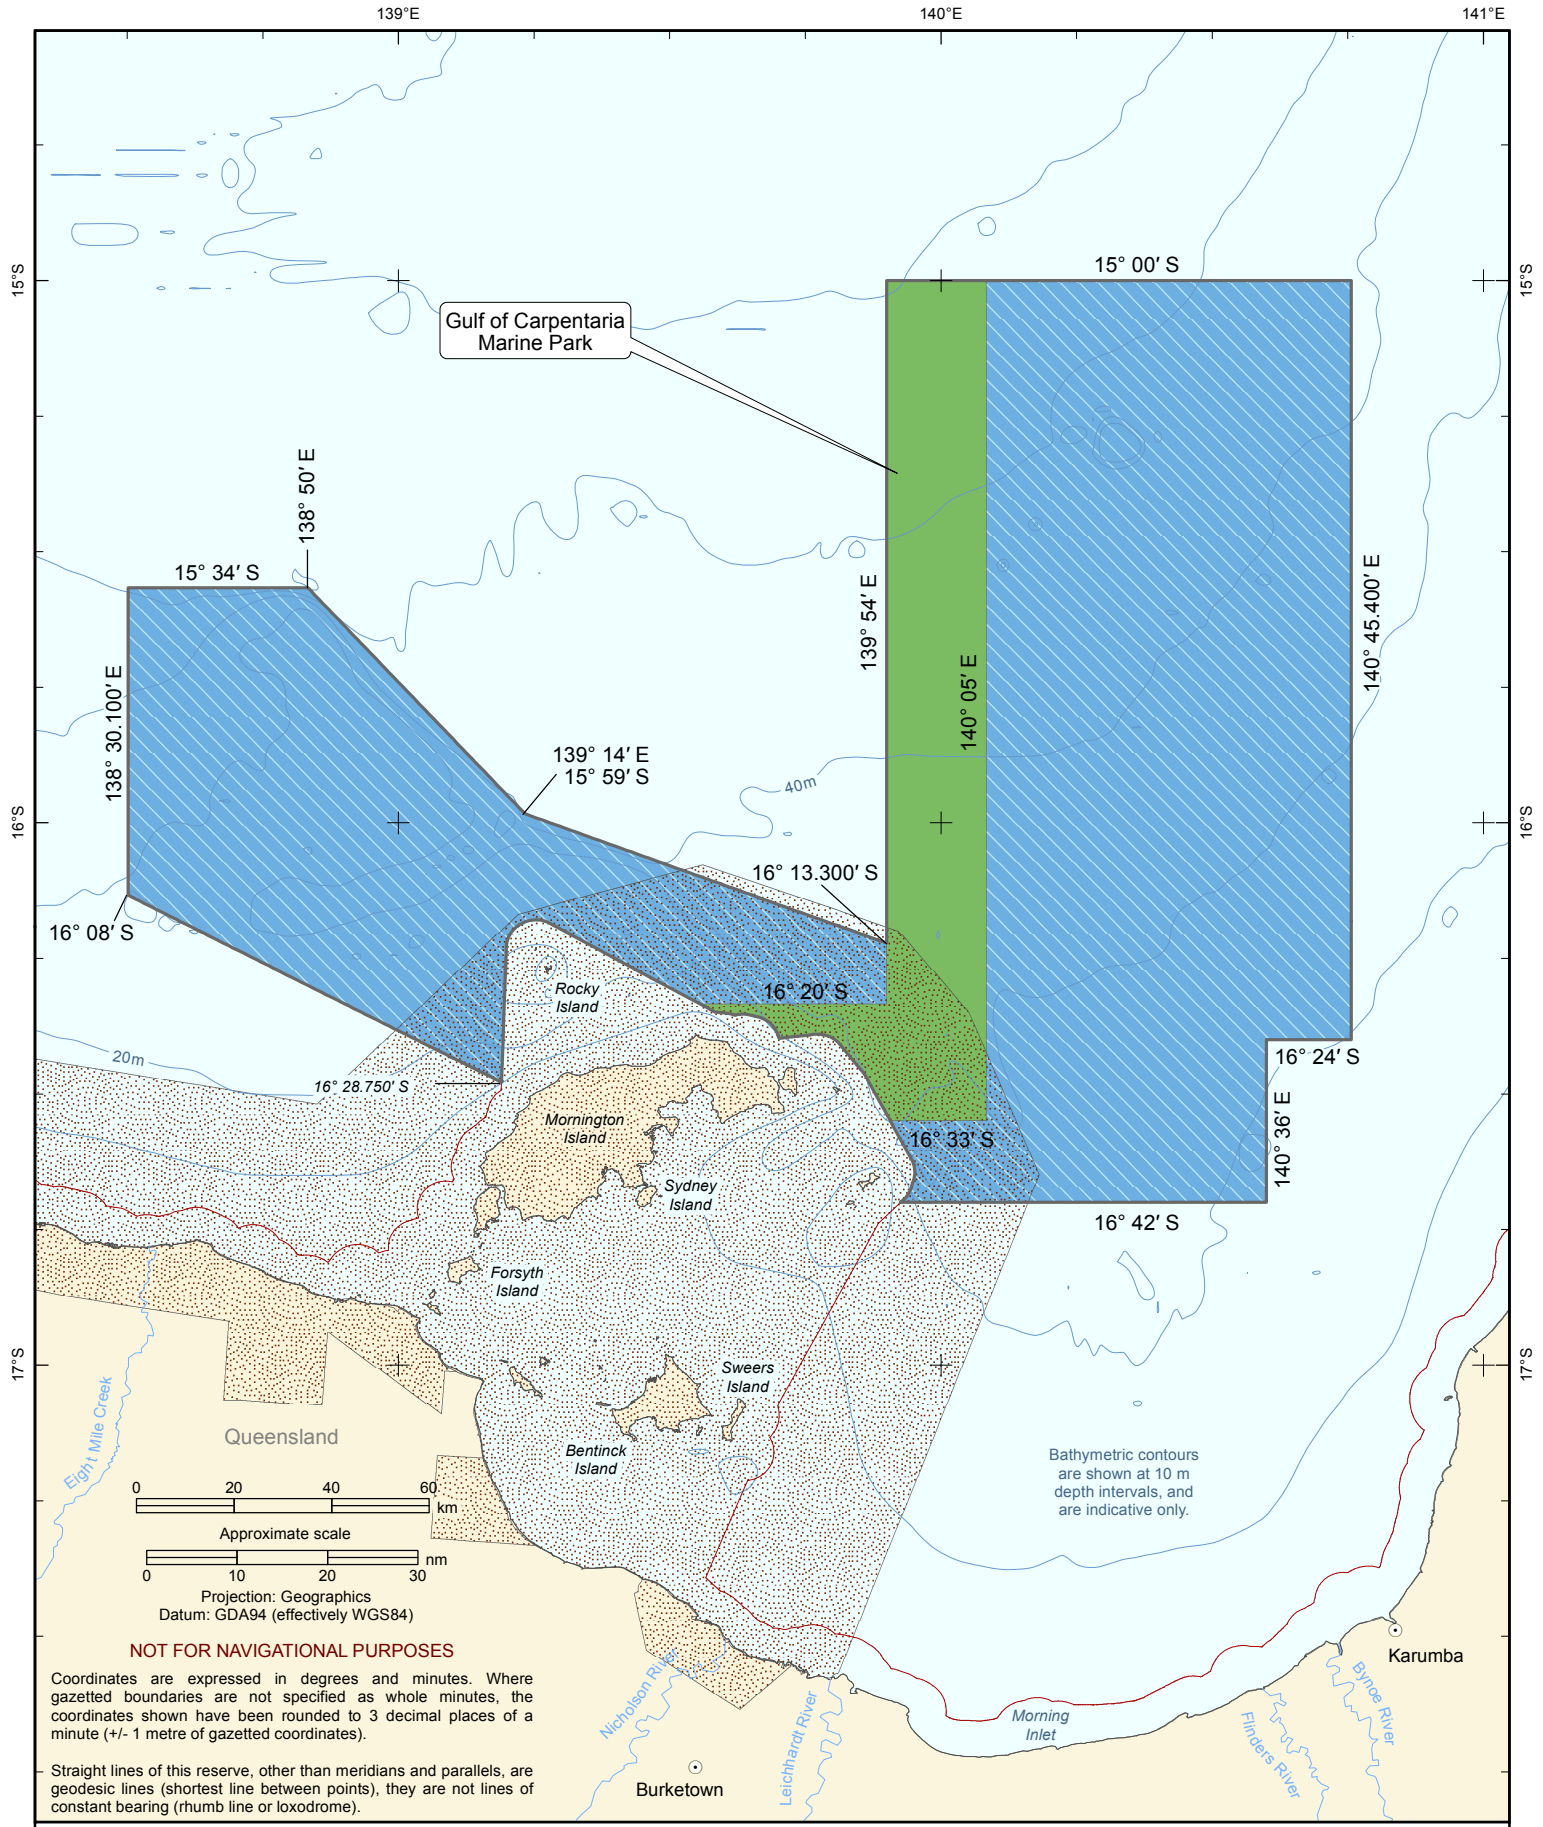 139°E
140°E
141°E
15°S
15° 00′ S
15°S
Gulf of Carpentaria
Marine Park
138° 50′ E
15° 34′ S
139° 54′ E
140° 45.400′ E
138° 30.100′ E
140° 05′ E
139° 14′ E
15° 59′ S
40m
16°S
16°S
16° 13.300′ S
16° 08′ S
16° 20′ S
Rocky
Island
20m
16° 28.750′ S
16° 24′ S
Mornington
Island
16° 33′ S
140° 36′ E
Sydney
Island
16° 42′ S
Forsyth
Island
17°S
17°S
Sweers
Island
Eight Mile Creek
Queensland
Bentinck
Island
Bathymetric contours
are shown at 10 m
depth intervals, and
are indicative only.
0 20 40 60
km
Approximate scale
nm
0 10 20 30
Projection: Geographics
Datum: GDA94 (effectively WGS84)
NOT FOR NAVIGATIONAL PURPOSES
Coordinates are expressed in degrees and minutes. Where
gazetted boundaries are not specified as whole minutes, the
coordinates shown have been rounded to 3 decimal places of a
minute (+/- 1 metre of gazetted coordinates).
Straight lines of this reserve, other than meridians and parallels, are
geodesic lines (shortest line between points), they are not lines of
constant bearing (rhumb line or loxodrome).
Nicholson River
Leichhardt River
Burketown
Morning
Inlet
Flinders River
Bynoe River
Karumba